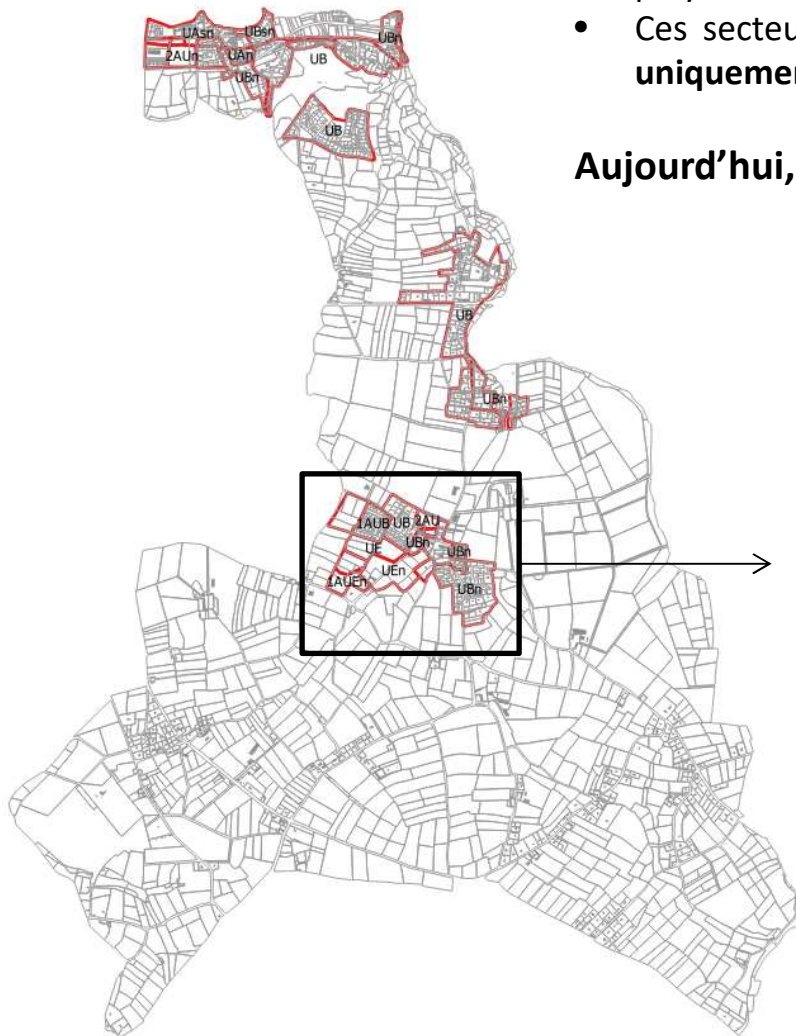 • Ces secteu
uniquemen
Aujourd’hui,
UAsn UBsn UBn
2AUn UAn UB
UBn
UB
UB
UBn
1AUB UB 2AU
UE UBn UBn
1AUEn UEn UBn